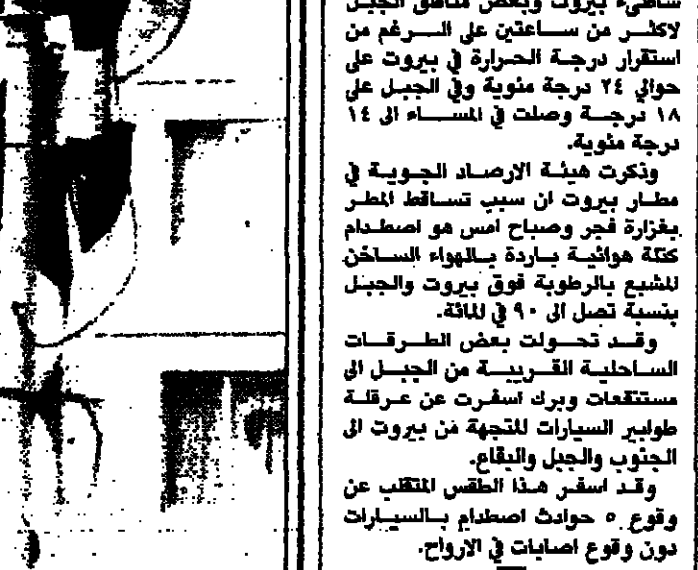 شاطىء بيروت وبعض مناطق الجبل
لاكثر من ساعتين على الرغم من
استقرار درجة الحرارة في بيروت على
حوالي ٢٤ درجة مئوية وفي الجبل على
١٨ درجة وصلت في المساء الى ١٤
درجة مئوية.
وذكرت هيئة الارصاد الجوية في
مطار بيروت ان سبب تساقط المطر
بغزارة فجر وصباح امس هو اصطدام
كتلة هوائية باردة بالهواء الساخن
المشبع بالرطوبة فوق بيروت والجبل
بنسبة تصل الى ٩٠ في المائة.
وقد تحولت بعض الطرقات
الساحلية القريبة من الجبل الى
مستنقعات وبرك اسفرت عن عرقلة
طوابير السيارات المتجهة من بيروت الى
الجنوب والجبل والبقاع.
وقد اسفر هذا الطقس المتقلب عن
وقوع ٥ حوادث اصطدام بالسيارات
دون وقوع اصابات في الارواح.